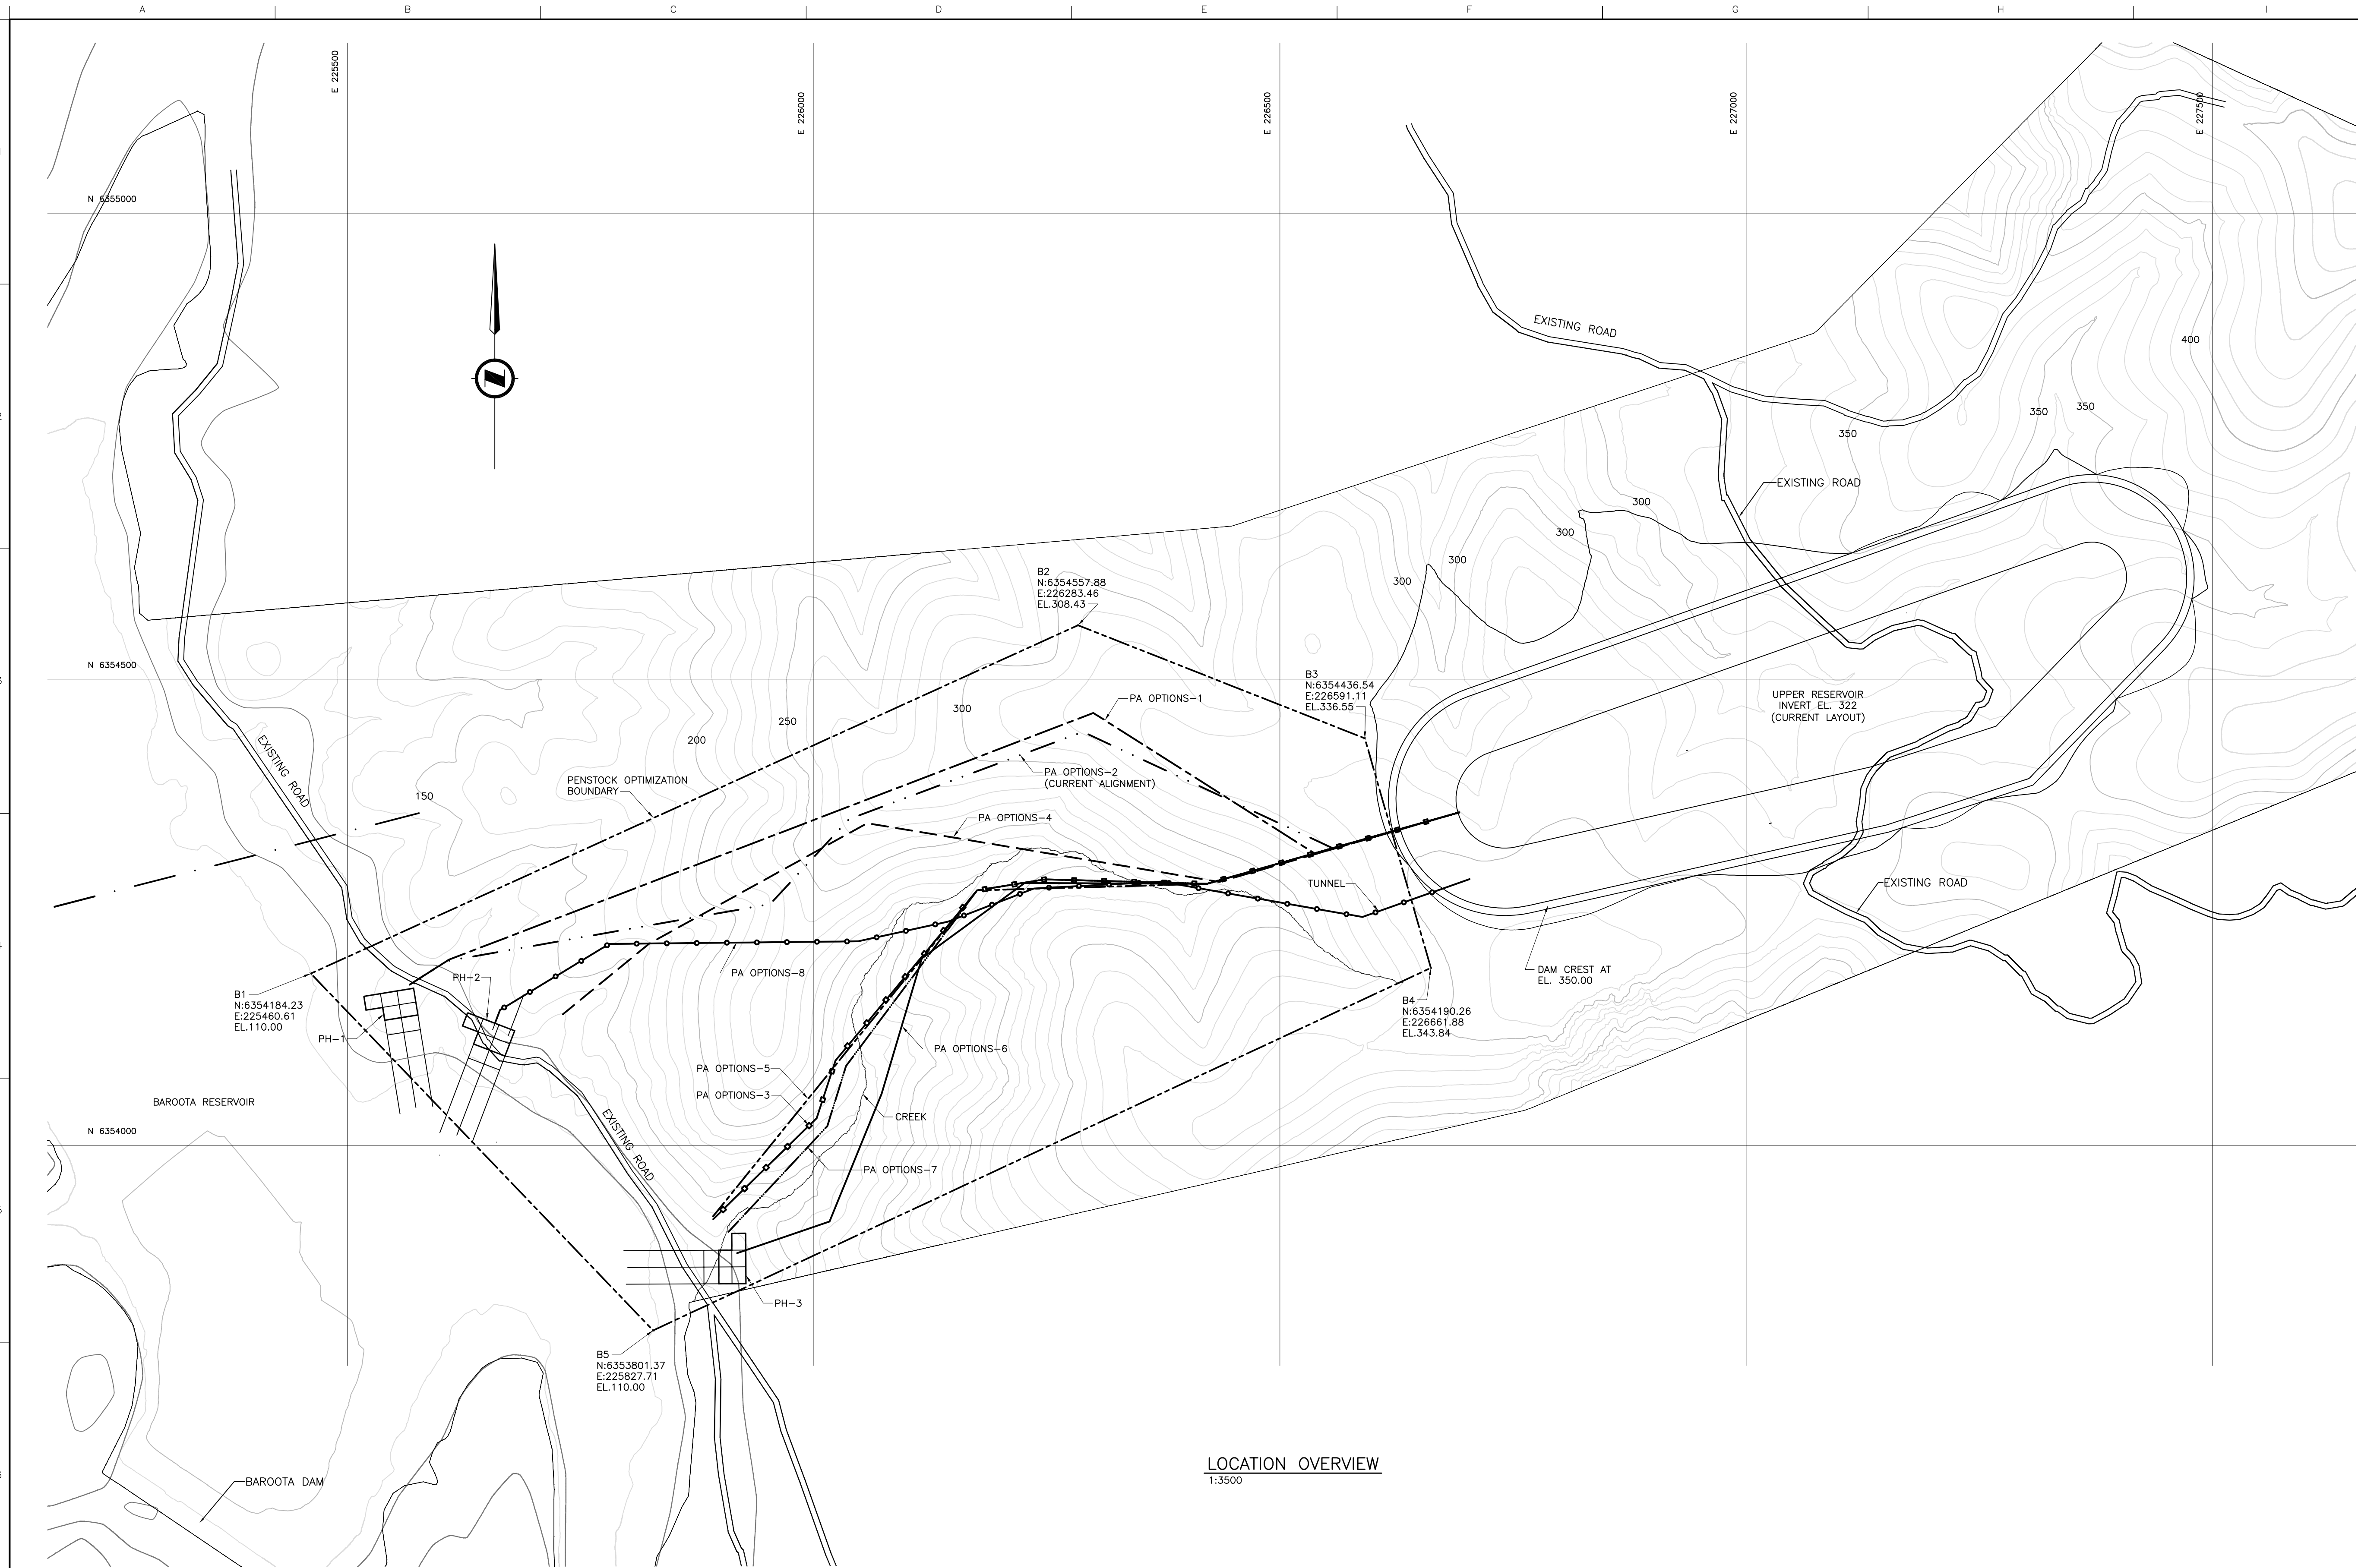 A
B
C
D
E
F
G
H
I
E 225500
E 226000
E 226500
E 227000
E 227500
N 6355000
EXISTING ROAD
400
350
350
350
EXISTING ROAD
300
300
300
300
B2
N:6354557.88
E:226283.46
EL.308.43
N 6354500
B3
N:6354436.54
E:226591.11
EL.336.55
PA OPTIONS-1
UPPER RESERVOIR
INVERT EL. 322
(CURRENT LAYOUT)
300
250
200
EXISTING ROAD
PENSTOCK OPTIMIZATION
BOUNDARY
PA OPTIONS-2
(CURRENT ALIGNMENT)
150
PA OPTIONS-4
TUNNEL
EXISTING ROAD
PA OPTIONS-8
PH-2
DAM CREST AT
EL. 350.00
B1
N:6354184.23
E:225460.61
EL.110.00
B4
N:6354190.26
E:226661.88
EL.343.84
PH-1
PA OPTIONS-6
PA OPTIONS-5
PA OPTIONS-3
BAROOTA RESERVOIR
CREEK
N 6354000
EXISTING ROAD
PA OPTIONS-7
PH-3
B5
N:6353801.37
E:225827.71
EL.110.00
LOCATION OVERVIEW
1:3500
BAROOTA DAM